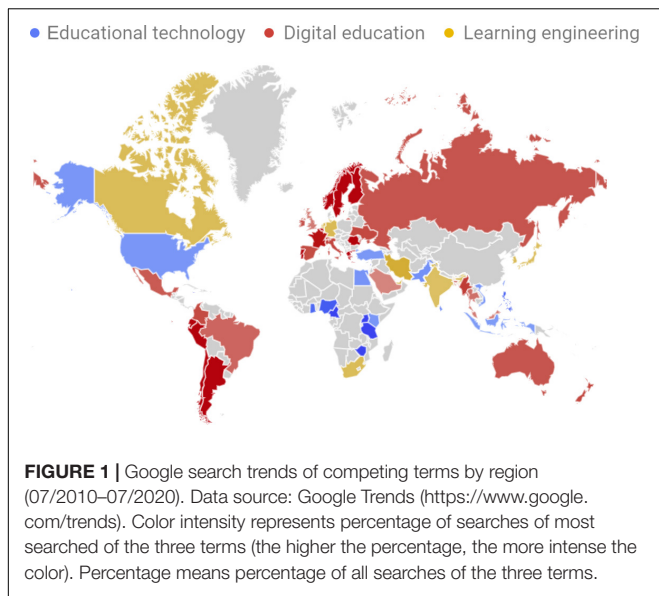 Educational technology Digital education Learning engineering
FIGURE 1 | Google search trends of competing terms by region
(07/2010–07/2020). Data source: Google Trends (https://www.google.
com/trends). Color intensity represents percentage of searches of most
searched of the three terms (the higher the percentage, the more intense the
color). Percentage means percentage of all searches of the three terms.